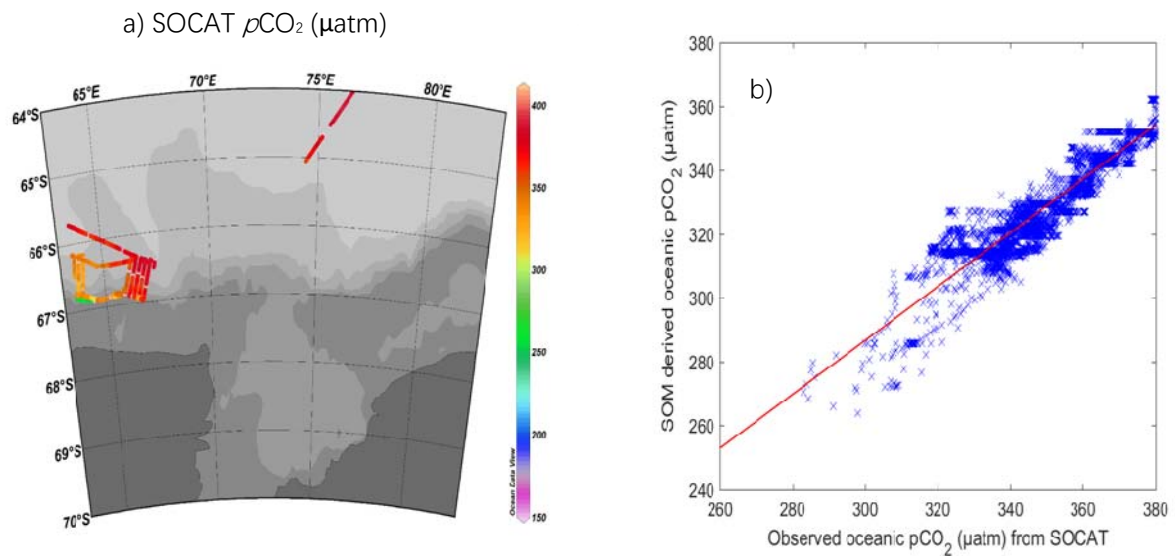 a) SOCAT pCO₂ (μatm)
65°E
70°E
75°E
80°E
64°S
65°S
66°S
67°S
68°S
69°S
70°S
400
350
300
250
200
150
Ocean Data View
b)
380
360
340
320
300
280
260
240
SOM derived oceanic pCO₂ (μatm)
260
280
300
320
340
360
380
Observed oceanic pCO₂ (μatm) from SOCAT